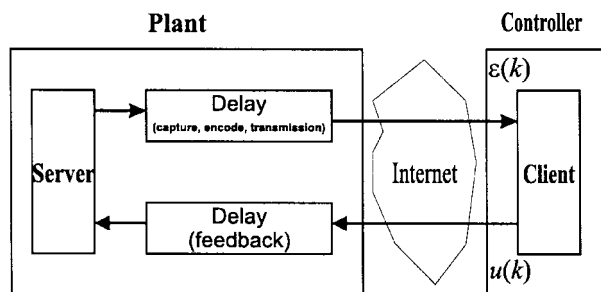 Plant
Controller
ε(k)
Delay
(capture, encode, transmission)
Server
Internet
Client
Delay
(feedback)
u(k)